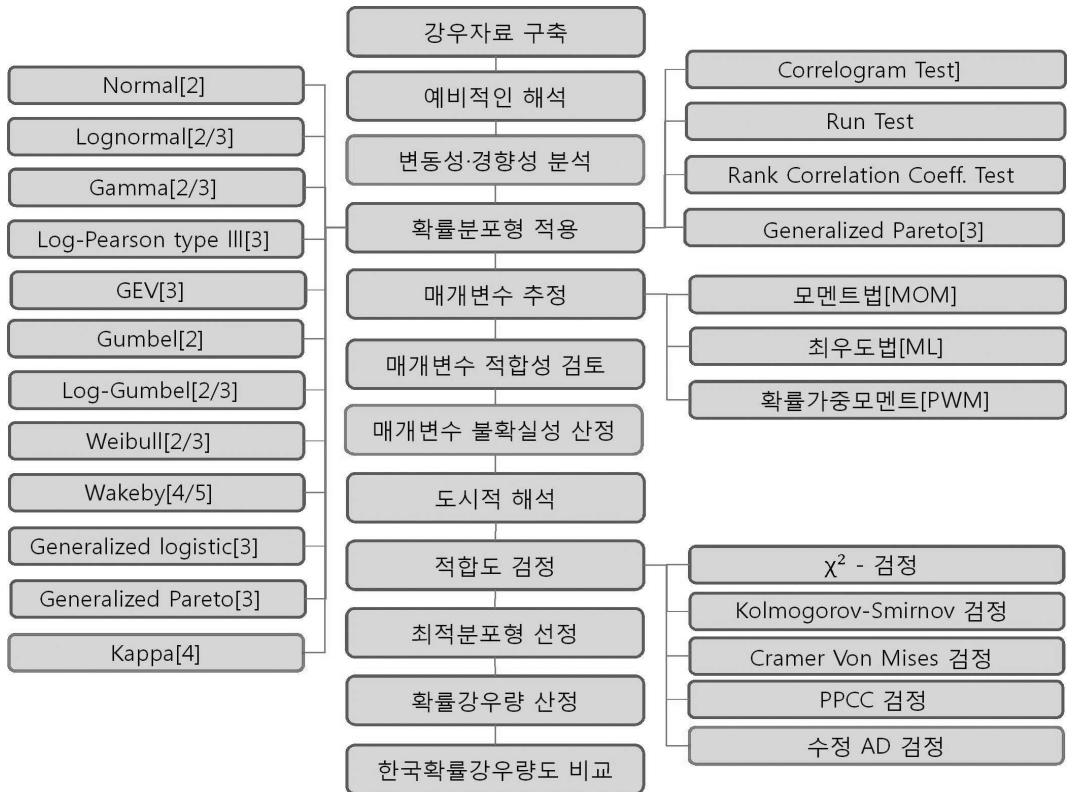 강우자료 구축
예비적인 해석
변동성·경향성 분석
확률분포형 적용
매개변수 추정
매개변수 적합성 검토
매개변수 불확실성 산정
도시적 해석
적합도 검정
최적분포형 선정
확률강우량 산정
한국확률강우량도 비교
Normal[2]
Lognormal[2/3]
Gamma[2/3]
Log-Pearson type III[3]
GEV[3]
Gumbel[2]
Log-Gumbel[2/3]
Weibull[2/3]
Wakeby[4/5]
Generalized logistic[3]
Generalized Pareto[3]
Kappa[4]
Correlogram Test]
Run Test
Rank Correlation Coeff. Test
Generalized Pareto[3]
모멘트법[MOM]
최우도법[ML]
확률가중모멘트[PWM]
χ² - 검정
Kolmogorov-Smirnov 검정
Cramer Von Mises 검정
PPCC 검정
수정 AD 검정